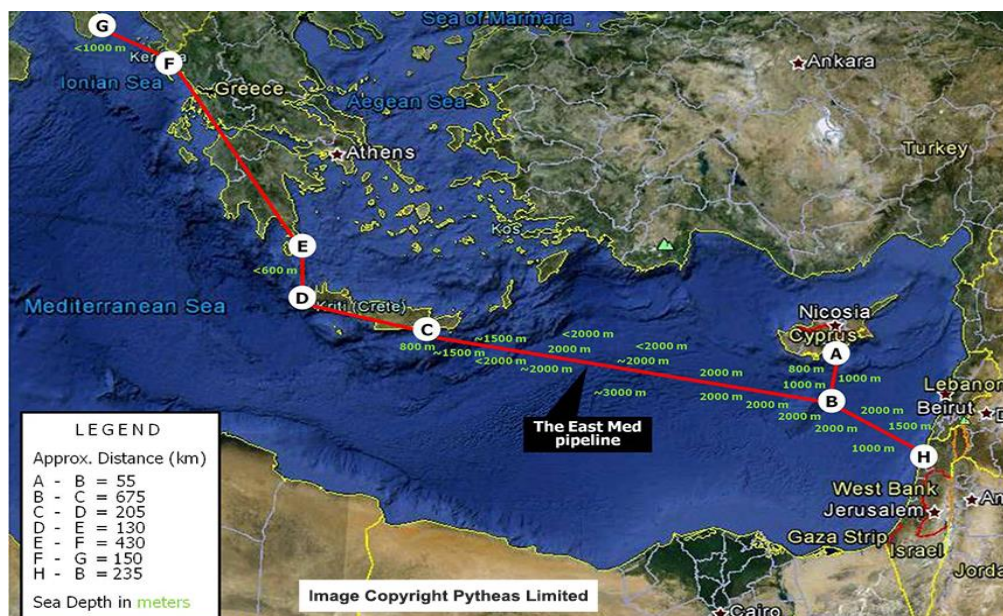 Sea of Marmara
G
<1000 m
F
Ionian Sea
Greece
Aegean Sea
Ankara
Athens
Turkey
Kos
E
<600 m
D
Kriti (Crete)
Mediterranean Sea
C
800 m
~1500 m
~1500 m
<2000 m
2000 m
<2000 m
<2000 m
~2000 m
~2000 m
~3000 m
2000 m
2000 m
2000 m
Nicosia
Cyprus
A
800 m
1000 m
1000 m
B
2000 m
2000 m
2000 m
1500 m
1000 m
H
Lebanon
Beirut
The East Med
pipeline
West Bank
Jerusalem
Gaza Strip
Israel
Cairo
LEGEND
Approx. Distance (km)
A - B = 55
B - C = 675
C - D = 205
D - E = 130
E - F = 430
F - G = 150
H - B = 235
Sea Depth in meters
Image Copyright Pytheas Limited